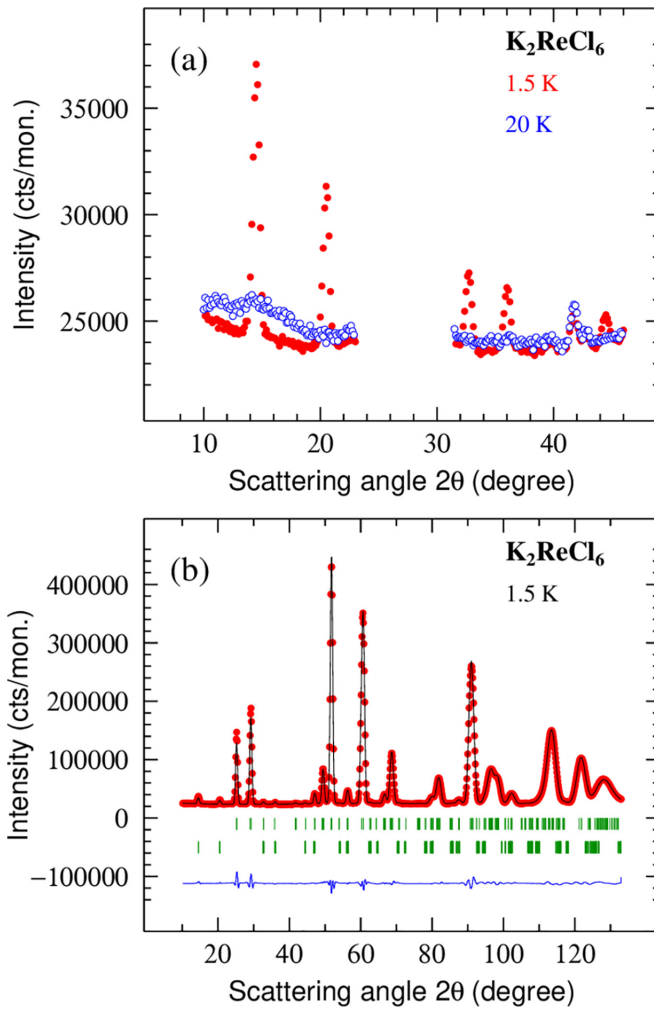 (a)
K₂ReCl₆
1.5 K
20 K
35000
30000
25000
Intensity (cts/mon.)
10 20 30 40
Scattering angle 2θ (degree)
(b)
K₂ReCl₆
1.5 K
400000
300000
200000
100000
0
−100000
Intensity (cts/mon.)
20 40 60 80 100 120
Scattering angle 2θ (degree)